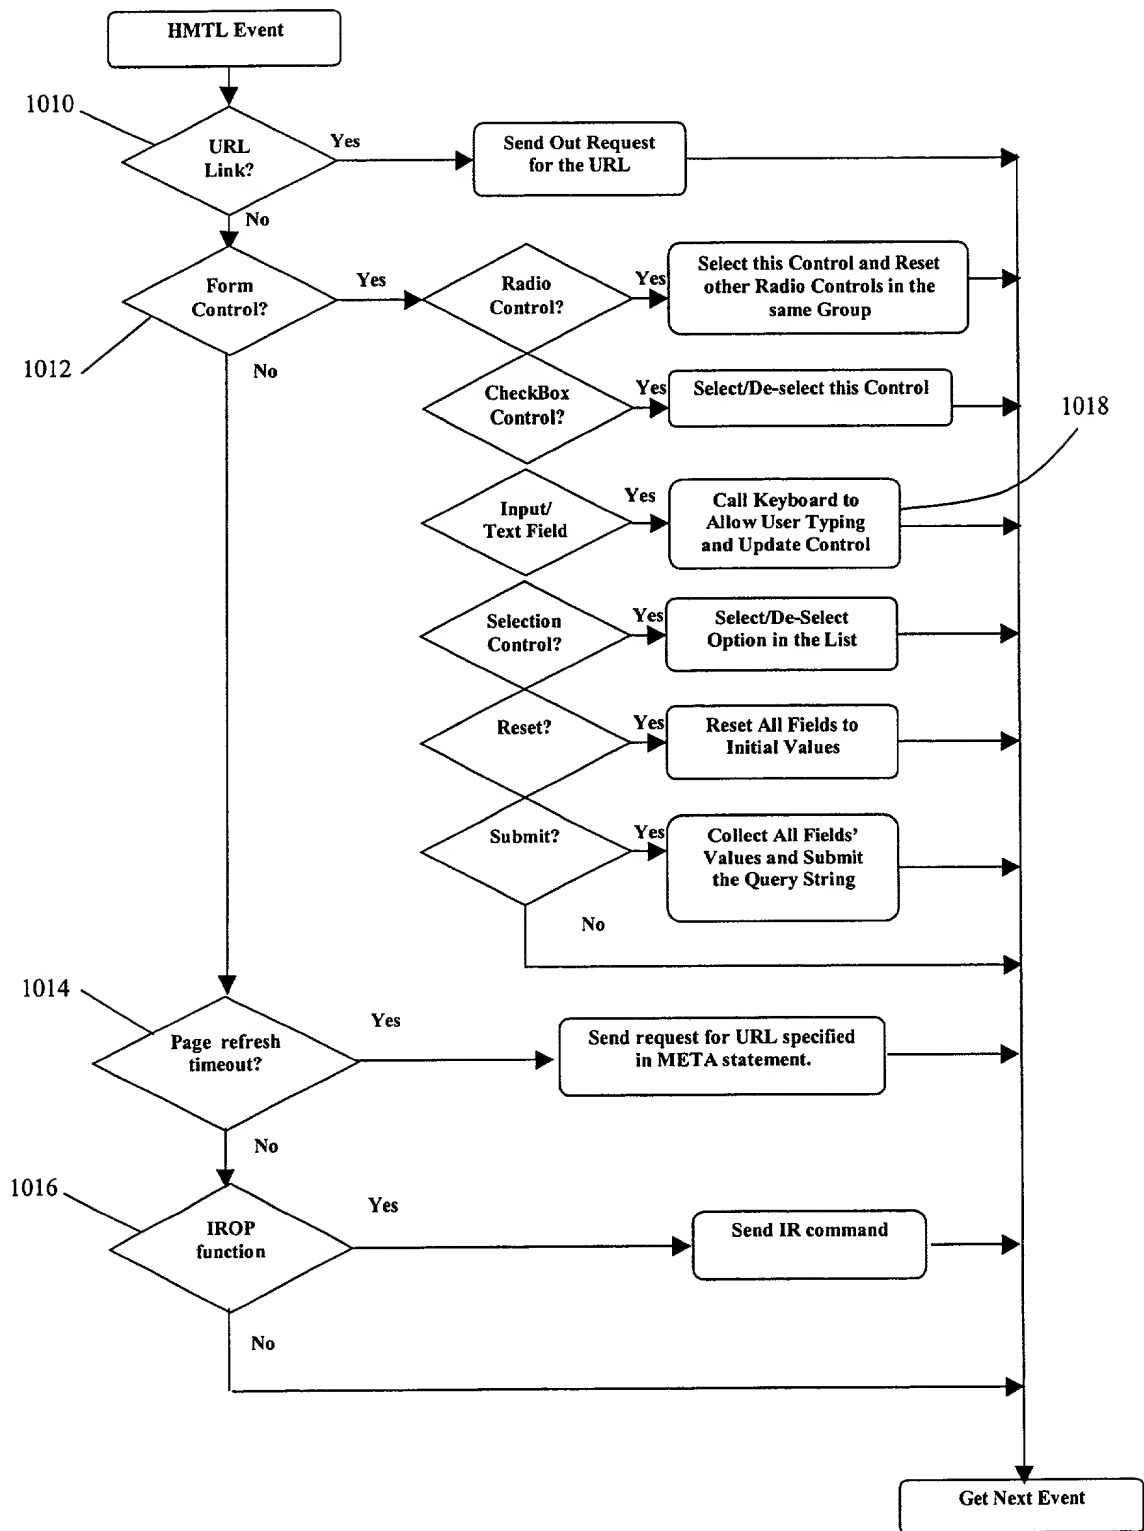 HMTL Event
1010
URL
Link?
Yes
Send Out Request
for the URL
No
Form
Control?
Yes
1012
No
Radio
Control?
Yes
Select this Control and Reset
other Radio Controls in the
same Group
CheckBox
Control?
Yes
Select/De-select this Control
1018
Input/
Text Field
Yes
Call Keyboard to
Allow User Typing
and Update Control
Selection
Control?
Yes
Select/De-Select
Option in the List
Reset?
Yes
Reset All Fields to
Initial Values
Submit?
Yes
Collect All Fields'
Values and Submit
the Query String
No
1014
Page refresh
timeout?
Yes
Send request for URL specified
in META statement.
No
1016
IROP
function
Yes
Send IR command
No
Get Next Event